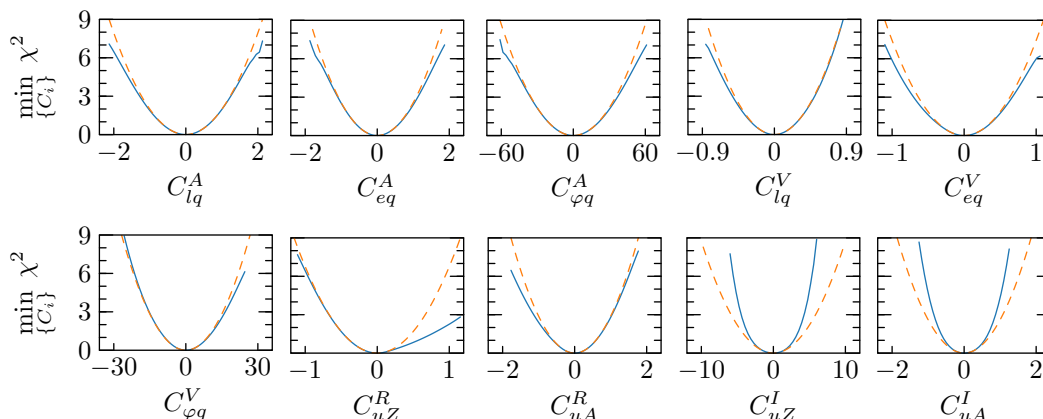 9
6
3
0
min χ²
{C_i}
−2 0 2
−2 0 2
−60 0 60
−0.9 0 0.9
−1 0 1
C^A_{lq}
C^A_{eq}
C^A_{φq}
C^V_{lq}
C^V_{eq}
9
6
3
0
min χ²
{C_i}
−30 0 30
−1 0 1
−2 0 2
−10 0 10
−2 0 2
C^V_{φq}
C^R_{uZ}
C^R_{uA}
C^I_{uZ}
C^I_{uA}